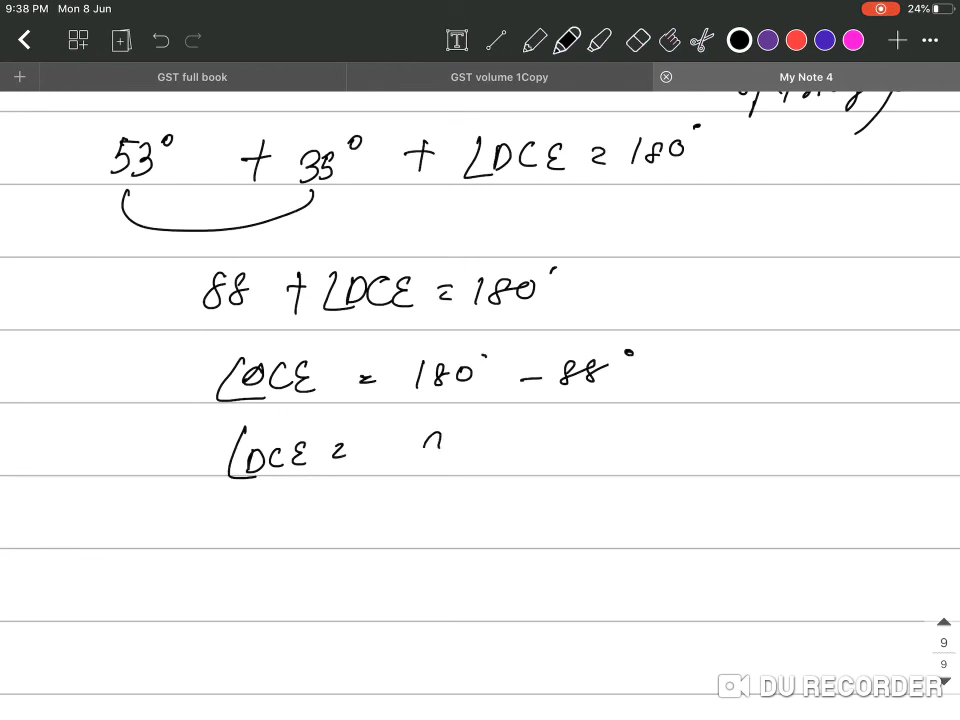 9:38 PM Mon 8 Jun 24%
GST full book GST volume 1Copy My Note 4
53° + 35° + ∠DCE = 180°
88 + ∠DCE = 180°
∠DCE = 180° - 88°
∠DCE =
9
9
DU RECORDER